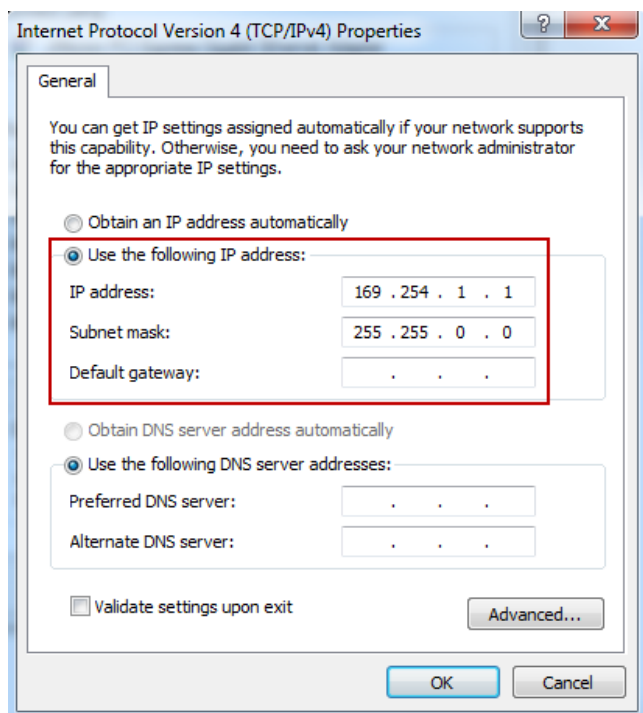 Internet Protocol Version 4 (TCP/IPv4) Properties
General
You can get IP settings assigned automatically if your network supports
this capability. Otherwise, you need to ask your network administrator
for the appropriate IP settings.
Obtain an IP address automatically
Use the following IP address:
IP address: 169 . 254 . 1 . 1
Subnet mask: 255 . 255 . 0 . 0
Default gateway: . . .
Obtain DNS server address automatically
Use the following DNS server addresses:
Preferred DNS server: . . .
Alternate DNS server: . . .
Validate settings upon exit
Advanced...
OK Cancel